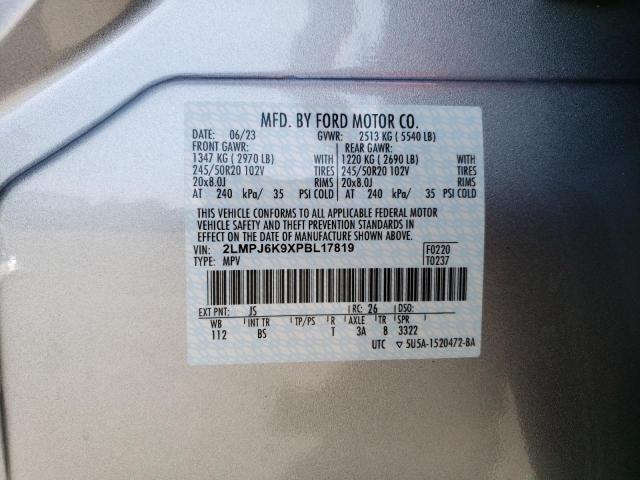 MFD. BY FORD MOTOR CO.
DATE: 06/23 GVWR: 2513 KG ( 5540 LB)
FRONT GAWR: REAR GAWR:
1347 KG ( 2970 LB) WITH 1220 KG ( 2690 LB) WITH
245/50R20 102V TIRES 245/50R20 102V TIRES
20x8.0J RIMS 20x8.0J RIMS
AT 240 kPa/ 35 PSI COLD AT 240 kPa/ 35 PSI COLD
THIS VEHICLE CONFORMS TO ALL APPLICABLE FEDERAL MOTOR
VEHICLE SAFETY AND THEFT PREVENTION STANDARDS IN
EFFECT ON THE DATE OF MANUFACTURE SHOWN ABOVE.
VIN: 2LMPJ6K9XPBL17819 F0220
TYPE: MPV T0237
EXT PNT: JS RC: 26 DSO:
WB INT TR TP/PS R AXLE TR SPR
112 BS T 3A 8 3322
UTC ▽ 5U5A-1520472-BA